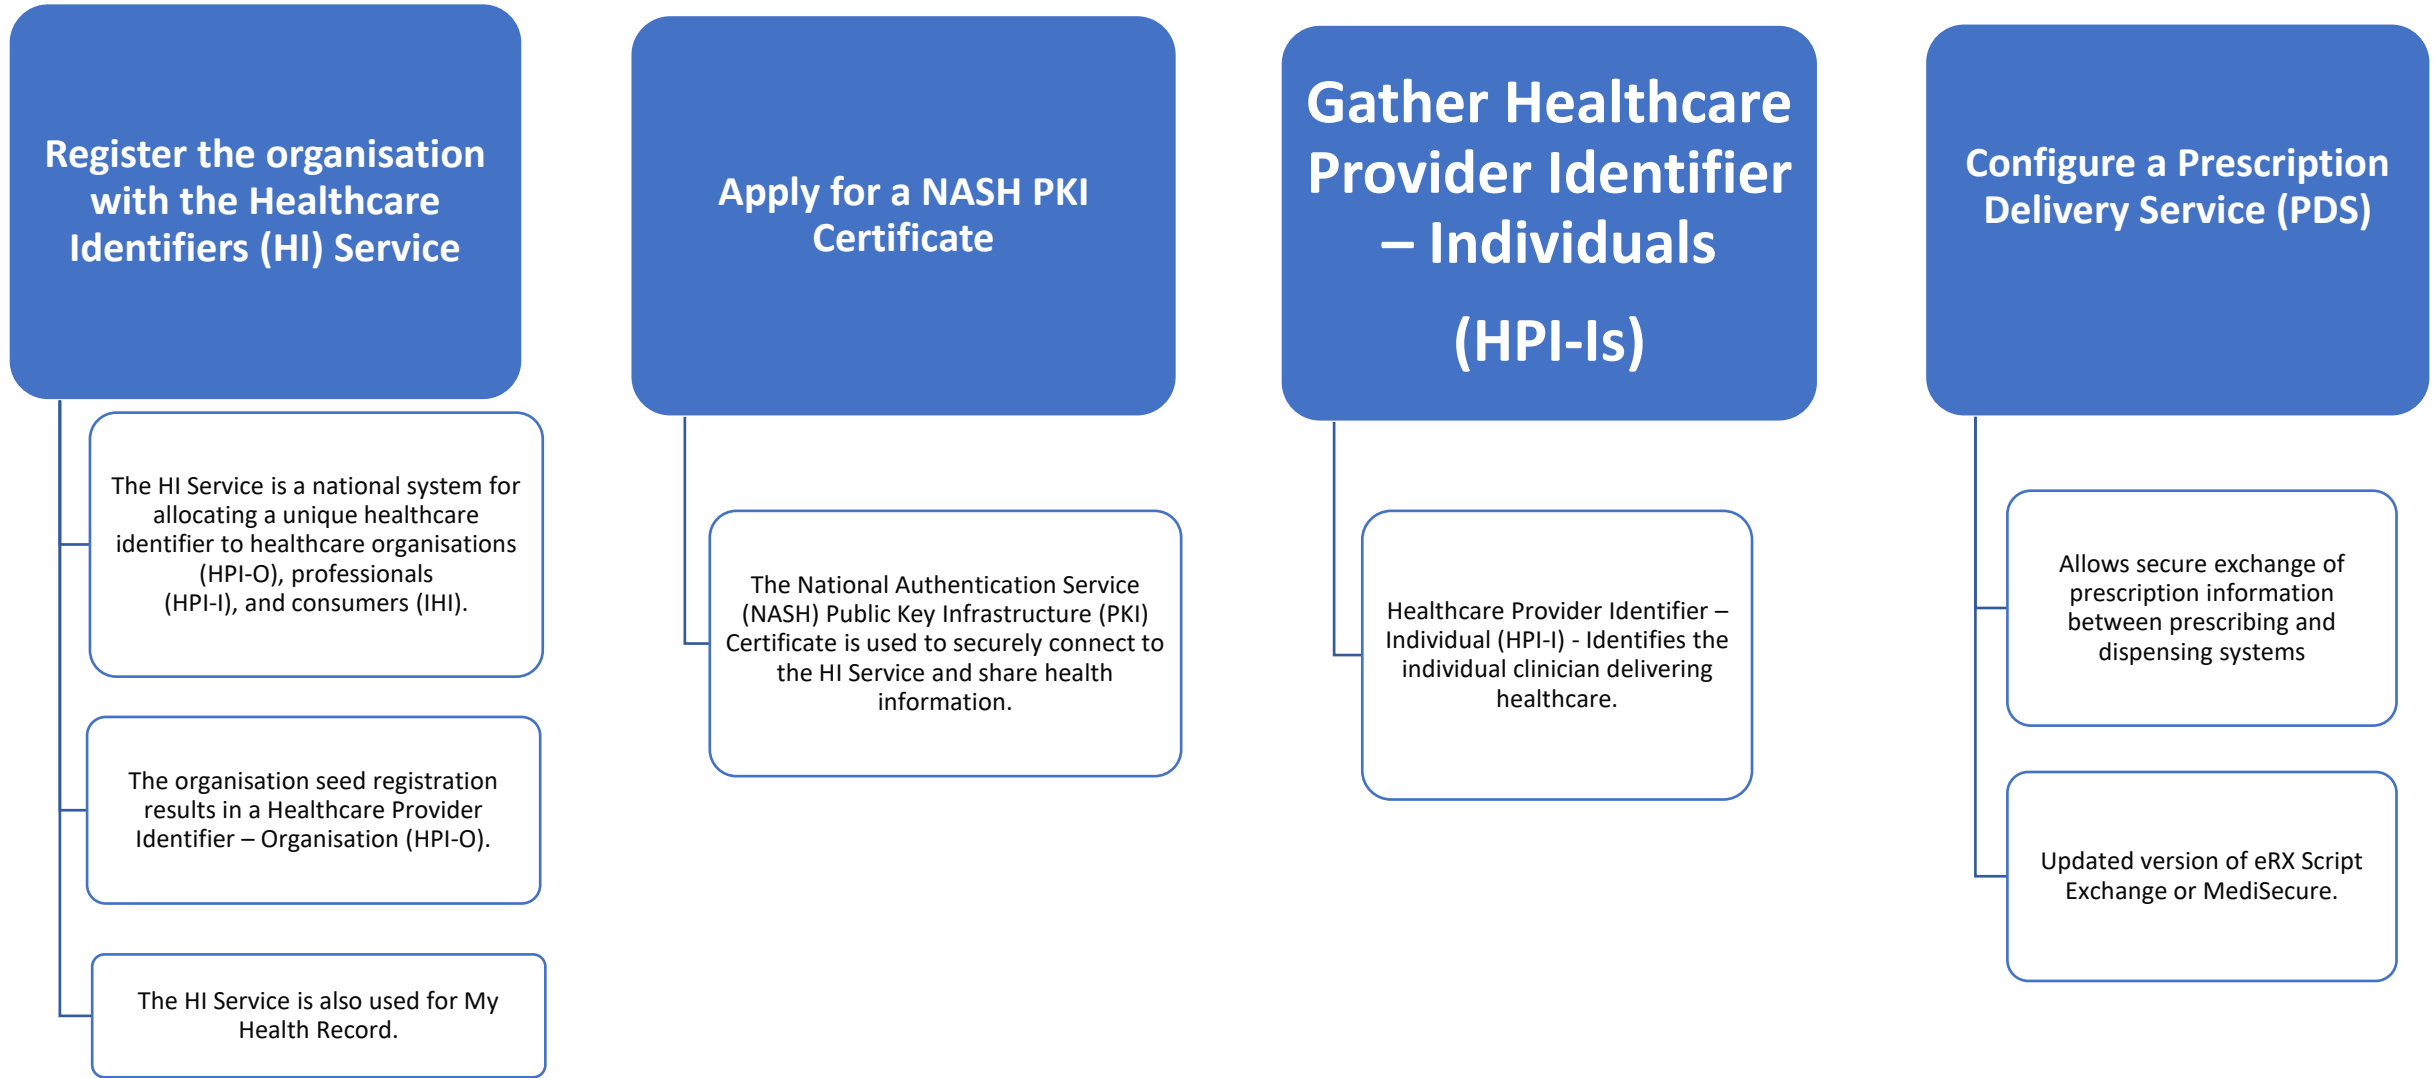 Register the organisation
with the Healthcare
Identifiers (HI) Service
The HI Service is a national system for
allocating a unique healthcare
identifier to healthcare organisations
(HPI-O), professionals
(HPI-I), and consumers (IHI).
The organisation seed registration
results in a Healthcare Provider
Identifier – Organisation (HPI-O).
The HI Service is also used for My
Health Record.
Apply for a NASH PKI
Certificate
The National Authentication Service
(NASH) Public Key Infrastructure (PKI)
Certificate is used to securely connect to
the HI Service and share health
information.
Gather Healthcare
Provider Identifier
– Individuals
(HPI-Is)
Healthcare Provider Identifier –
Individual (HPI-I) - Identifies the
individual clinician delivering
healthcare.
Configure a Prescription
Delivery Service (PDS)
Allows secure exchange of
prescription information
between prescribing and
dispensing systems
Updated version of eRX Script
Exchange or MediSecure.